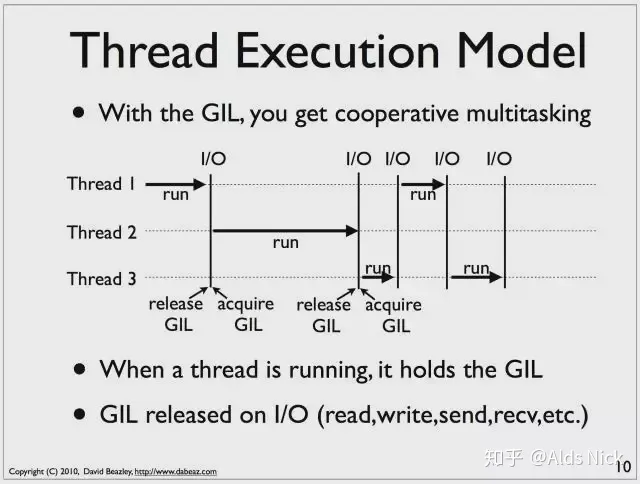 Thread Execution Model
• With the GIL, you get cooperative multitasking
I/O I/O I/O I/O I/O
Thread 1
run
run
Thread 2
run
Thread 3
run
run
release GIL
acquire GIL
release GIL
acquire GIL
• When a thread is running, it holds the GIL
• GIL released on I/O (read,write,send,recv,etc.)
Copyright (C) 2010, David Beazley, http://www.dabeaz.com
知乎 @Alds Nick
10